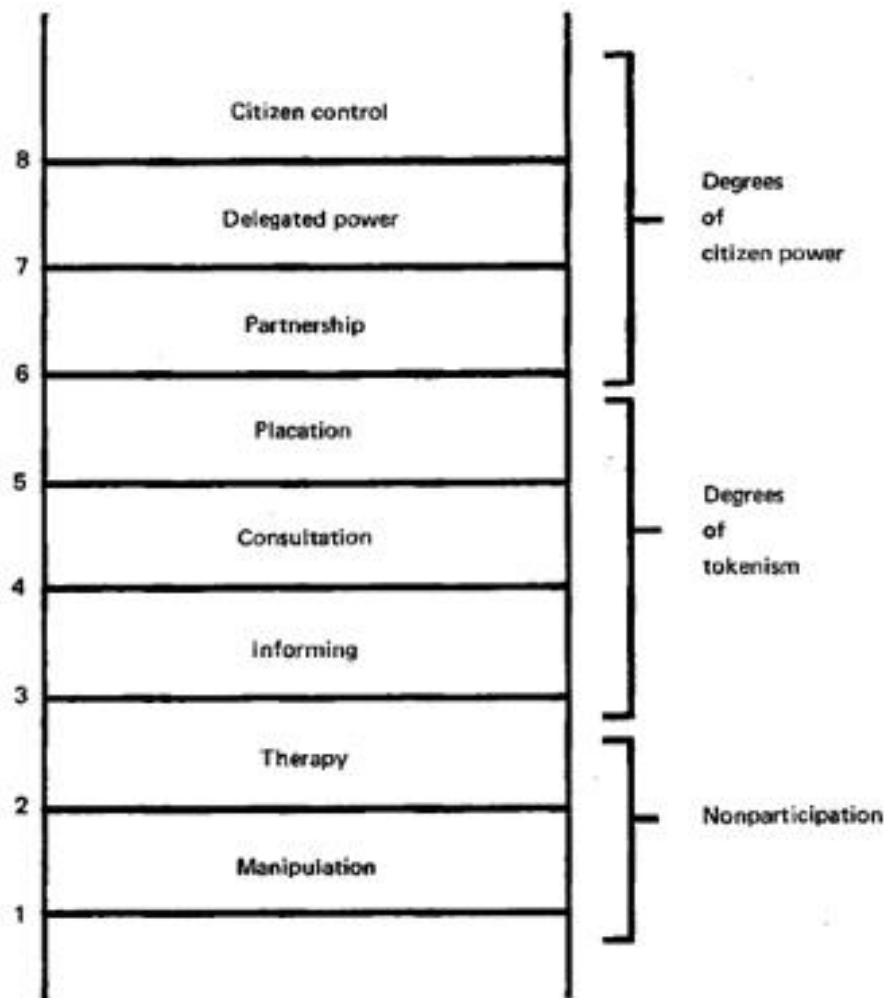 Citizen control
8
Delegated power
7
Partnership
6
Placation
5
Consultation
4
Informing
3
Therapy
2
Manipulation
1
Degrees
of
citizen power
Degrees
of
tokenism
Nonparticipation